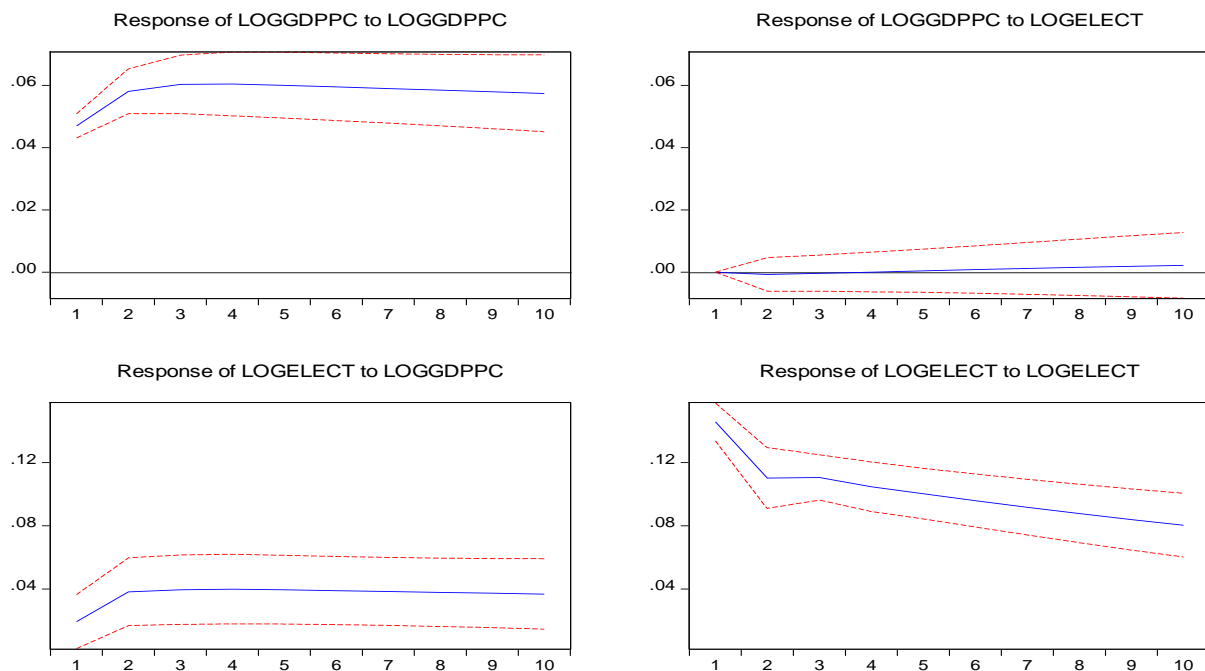 Response of LOGGDPPC to LOGGDPPC
.06
.04
.02
.00
1 2 3 4 5 6 7 8 9 10
Response of LOGGDPPC to LOGELECT
.06
.04
.02
.00
1 2 3 4 5 6 7 8 9 10
Response of LOGELECT to LOGGDPPC
.12
.08
.04
1 2 3 4 5 6 7 8 9 10
Response of LOGELECT to LOGELECT
.12
.08
.04
1 2 3 4 5 6 7 8 9 10